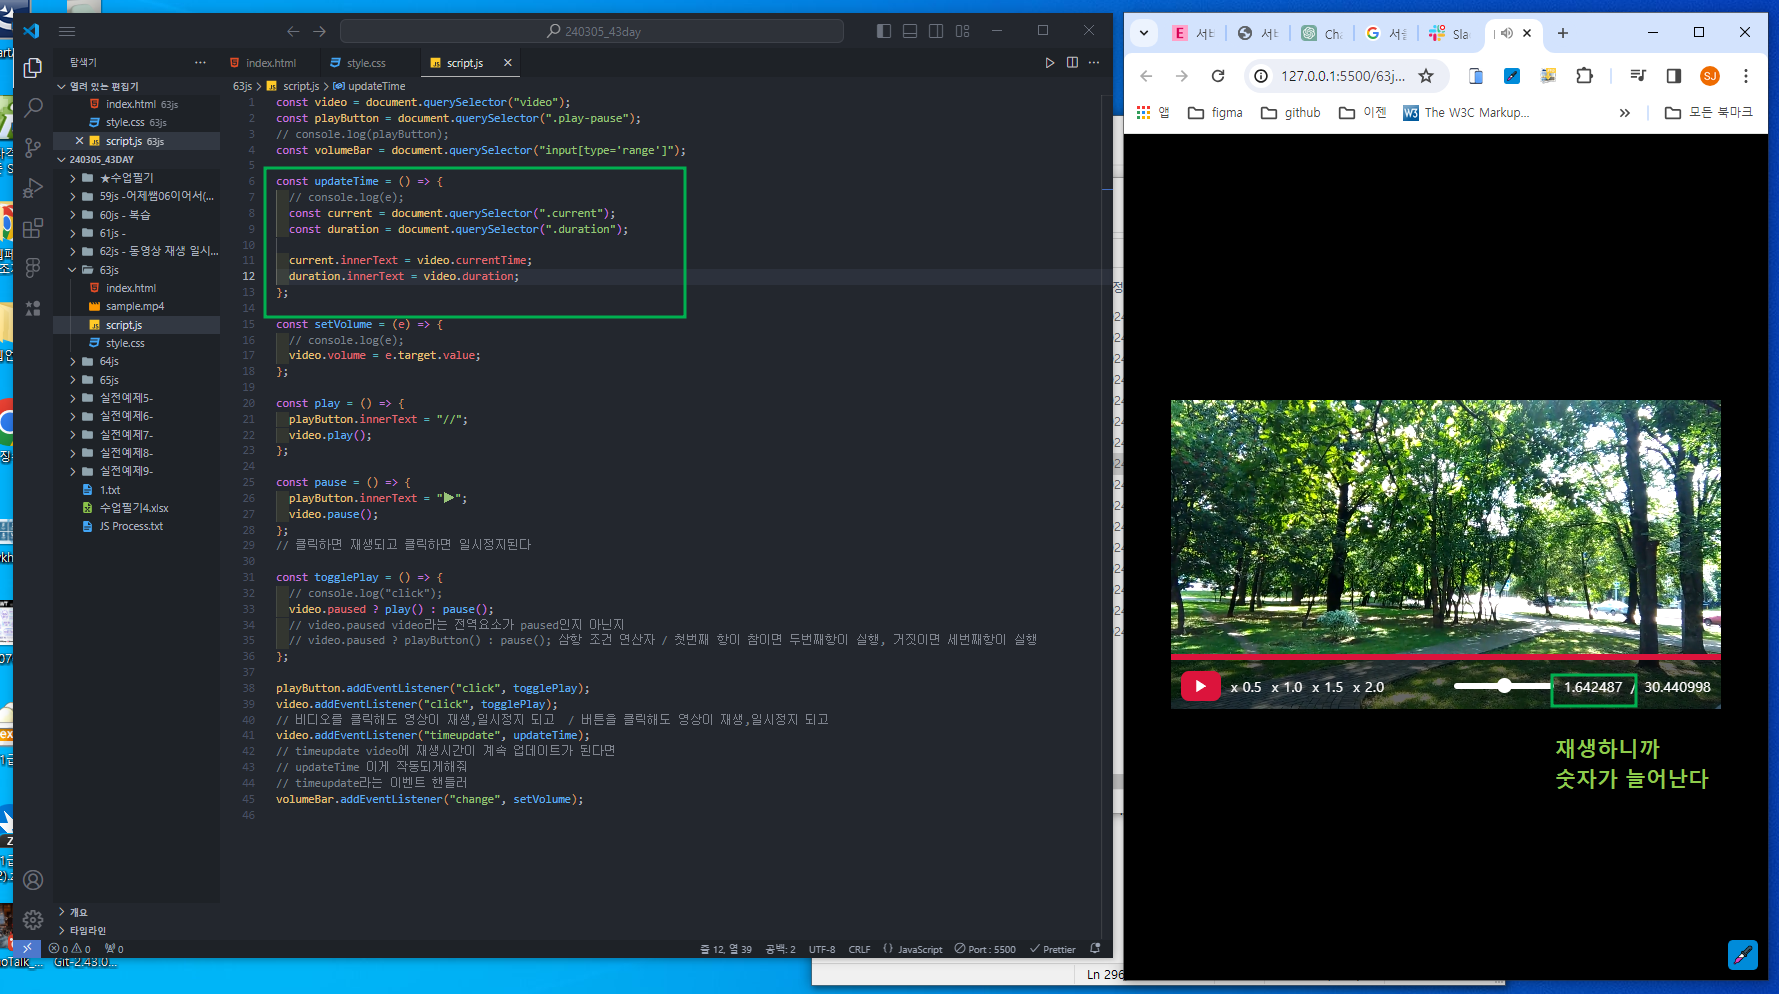 240305_43day
탐색기
index.html
style.css
script.js
열려 있는 편집기
index.html 63js
style.css 63js
script.js 63js
240305_43DAY
★수업필기
59js -어제쌤06이어서(...
60js - 복습
61js -
62js - 동영상 재생 일시...
63js
index.html
sample.mp4
script.js
style.css
64js
65js
실전예제5-
실전예제6-
실전예제7-
실전예제8-
실전예제9-
1.txt
수업필기4.xlsx
JS Process.txt
개요
타임라인
63js > script.js > updateTime
1 const video = document.querySelector("video");
2 const playButton = document.querySelector(".play-pause");
3 // console.log(playButton);
4 const volumeBar = document.querySelector("input[type='range']");
5
6 const updateTime = () => {
7 // console.log(e);
8 const current = document.querySelector(".current");
9 const duration = document.querySelector(".duration");
10
11 current.innerText = video.currentTime;
12 duration.innerText = video.duration;
13 };
14
15 const setVolume = (e) => {
16 // console.log(e);
17 video.volume = e.target.value;
18 };
19
20 const play = () => {
21 playButton.innerText = "//";
22 video.play();
23 };
24
25 const pause = () => {
26 playButton.innerText = "▶";
27 video.pause();
28 };
29 // 클릭하면 재생되고 클릭하면 일시정지된다
30
31 const togglePlay = () => {
32 // console.log("click");
33 video.paused ? play() : pause();
34 // video.paused video라는 전역요소가 paused인지 아닌지
35 // video.paused ? playButton() : pause(); 삼항 조건 연산자 / 첫번째 항이 참이면 두번째항이 실행, 거짓이면 세번째항이 실행
36 };
37
38 playButton.addEventListener("click", togglePlay);
39 video.addEventListener("click", togglePlay);
40 // 비디오를 클릭해도 영상이 재생,일시정지 되고 / 버튼을 클릭해도 영상이 재생,일시정지 되고
41 video.addEventListener("timeupdate", updateTime);
42 // timeupdate video에 재생시간이 계속 업데이트가 된다면
43 // updateTime 이게 작동되게해줘
44 // timeupdate라는 이벤트 핸들러
45 volumeBar.addEventListener("change", setVolume);
46
0 0 0
줄 12, 열 39 공백: 2 UTF-8 CRLF {} JavaScript Port : 5500 Prettier
Git-2.43.0...
Ln 296
Sla
127.0.0.1:5500/63j...
SJ
앱 figma github 이젠 The W3C Markup... » 모든 북마크
x 0.5 x 1.0 x 1.5 x 2.0 1.642487 / 30.440998
재생하니까
숫자가 늘어난다